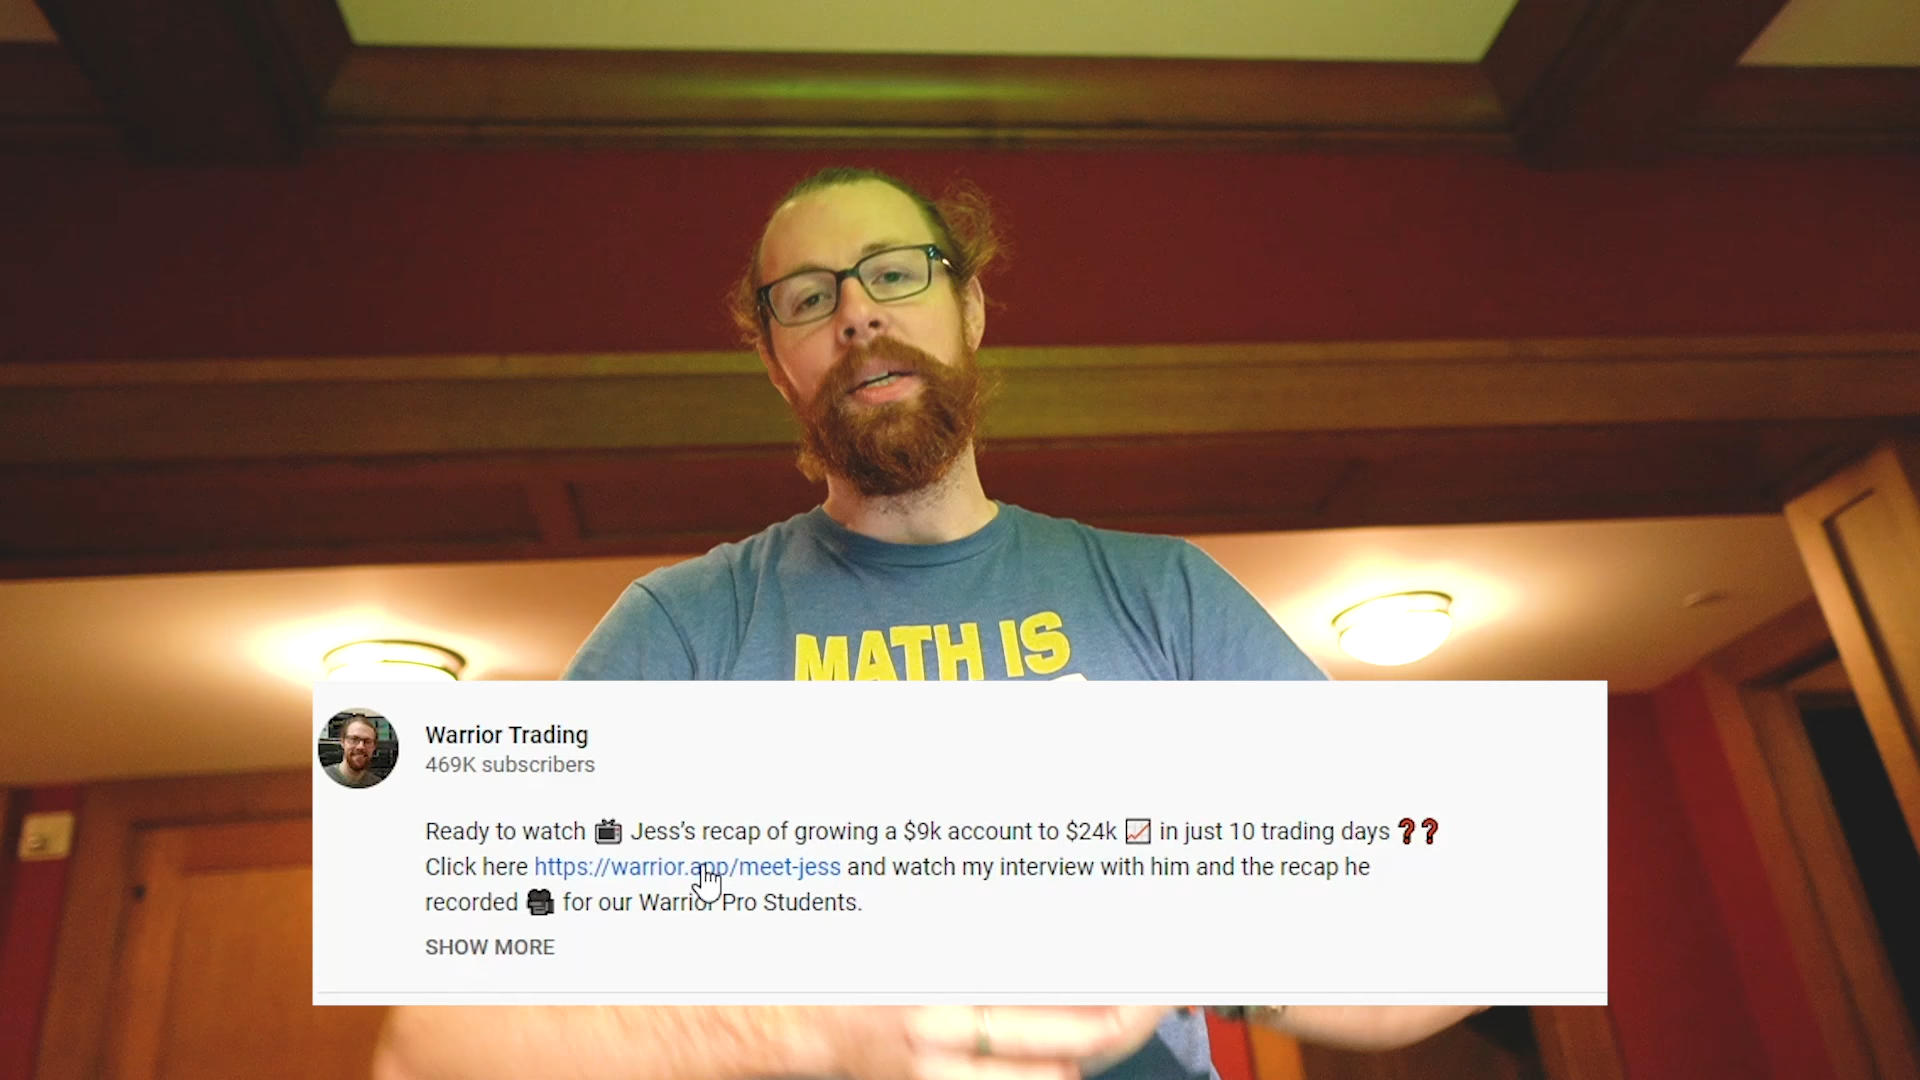 MATH IS
Warrior Trading
469K subscribers
Ready to watch 📺 Jess's recap of growing a $9k account to $24k 📈 in just 10 trading days ❓❓
Click here https://warrior.app/meet-jess and watch my interview with him and the recap he
recorded 🎥 for our Warrior Pro Students.
SHOW MORE